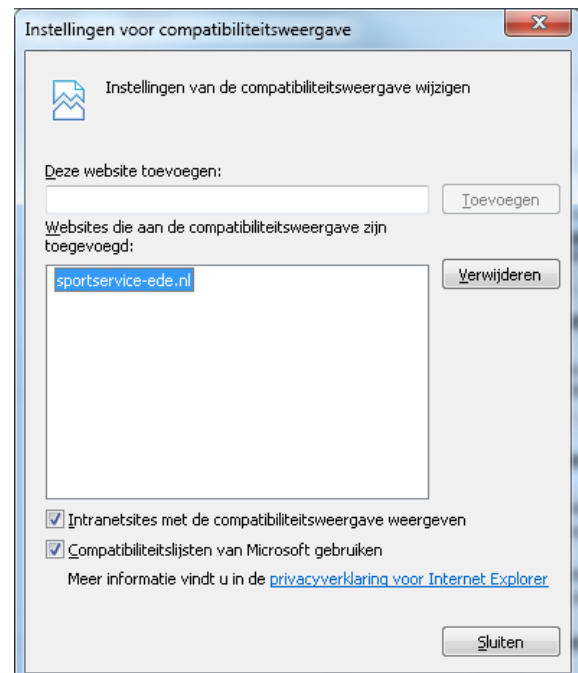 Instellingen voor compatibiliteitsweergave
Instellingen van de compatibiliteitsweergave wijzigen
Deze website toevoegen:
Toevoegen
Websites die aan de compatibiliteitsweergave zijn
toegevoegd:
sportservice-ede.nl
Verwijderen
Intranetsites met de compatibiliteitsweergave weergeven
Compatibiliteitslijsten van Microsoft gebruiken
Meer informatie vindt u in de privacyverklaring voor Internet Explorer
Sluiten